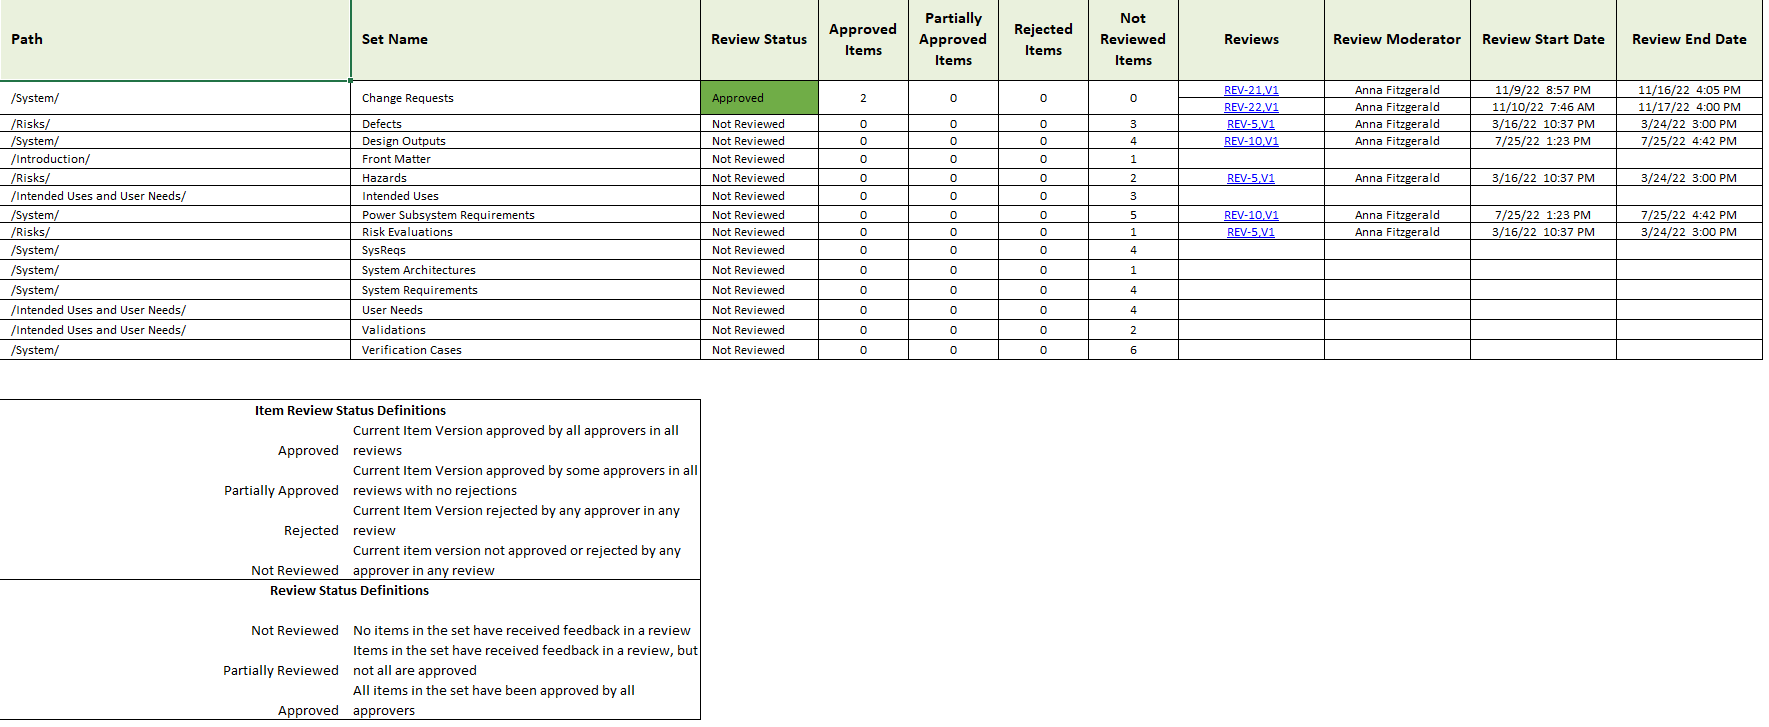 Path Set Name Review Status Approved Items Partially Approved Items Rejected Items Not Reviewed Items Reviews Review Moderator Review Start Date Review End Date
/System/ Change Requests Approved 2 0 0 0 REV-21,V1 Anna Fitzgerald 11/9/22 8:57 PM 11/16/22 4:05 PM
REV-22,V1 Anna Fitzgerald 11/10/22 7:46 AM 11/17/22 4:00 PM
/Risks/ Defects Not Reviewed 0 0 0 3 REV-5,V1 Anna Fitzgerald 3/16/22 10:37 PM 3/24/22 3:00 PM
/System/ Design Outputs Not Reviewed 0 0 0 4 REV-10,V1 Anna Fitzgerald 7/25/22 1:23 PM 7/25/22 4:42 PM
/Introduction/ Front Matter Not Reviewed 0 0 0 1
/Risks/ Hazards Not Reviewed 0 0 0 2 REV-5,V1 Anna Fitzgerald 3/16/22 10:37 PM 3/24/22 3:00 PM
/Intended Uses and User Needs/ Intended Uses Not Reviewed 0 0 0 3
/System/ Power Subsystem Requirements Not Reviewed 0 0 0 5 REV-10,V1 Anna Fitzgerald 7/25/22 1:23 PM 7/25/22 4:42 PM
/Risks/ Risk Evaluations Not Reviewed 0 0 0 1 REV-5,V1 Anna Fitzgerald 3/16/22 10:37 PM 3/24/22 3:00 PM
/System/ SysReqs Not Reviewed 0 0 0 4
/System/ System Architectures Not Reviewed 0 0 0 1
/System/ System Requirements Not Reviewed 0 0 0 4
/Intended Uses and User Needs/ User Needs Not Reviewed 0 0 0 4
/Intended Uses and User Needs/ Validations Not Reviewed 0 0 0 2
/System/ Verification Cases Not Reviewed 0 0 0 6
Item Review Status Definitions
Current Item Version approved by all approvers in all
Approved reviews
Current Item Version approved by some approvers in all
Partially Approved reviews with no rejections
Current Item Version rejected by any approver in any
Rejected review
Current item version not approved or rejected by any
Not Reviewed approver in any review
Review Status Definitions
Not Reviewed No items in the set have received feedback in a review
Items in the set have received feedback in a review, but
Partially Reviewed not all are approved
All items in the set have been approved by all
Approved approvers